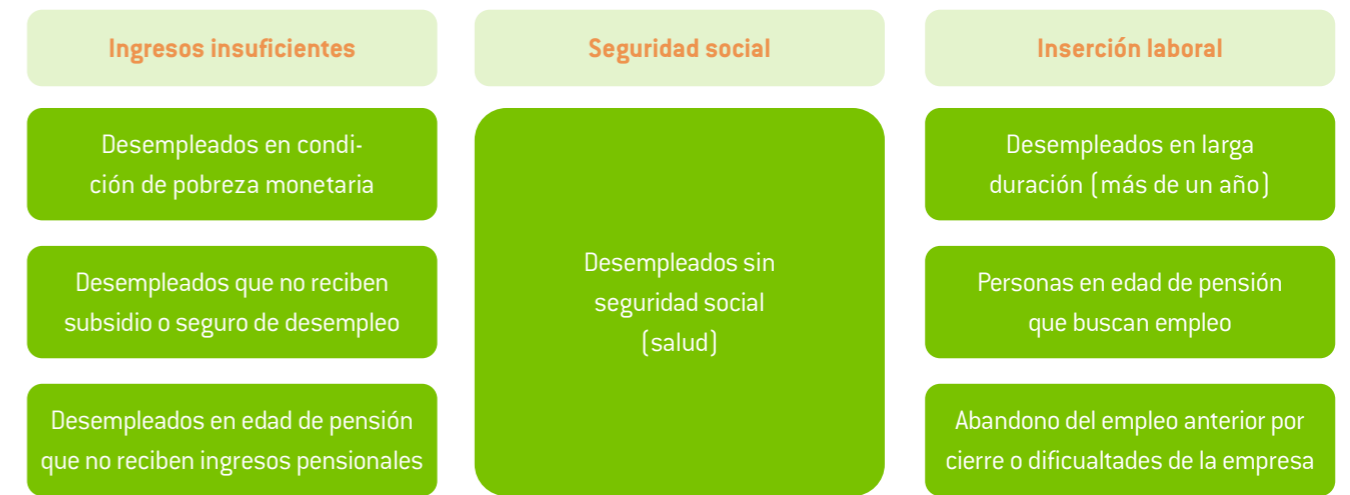 Ingresos insuficientes
Desempleados en condi-
ción de pobreza monetaria
Desempleados que no reciben
subsidio o seguro de desempleo
Desempleados en edad de pensión
que no reciben ingresos pensionales
Seguridad social
Desempleados sin
seguridad social
(salud)
Inserción laboral
Desempleados en larga
duración (más de un año)
Personas en edad de pensión
que buscan empleo
Abandono del empleo anterior por
cierre o dificualtades de la empresa